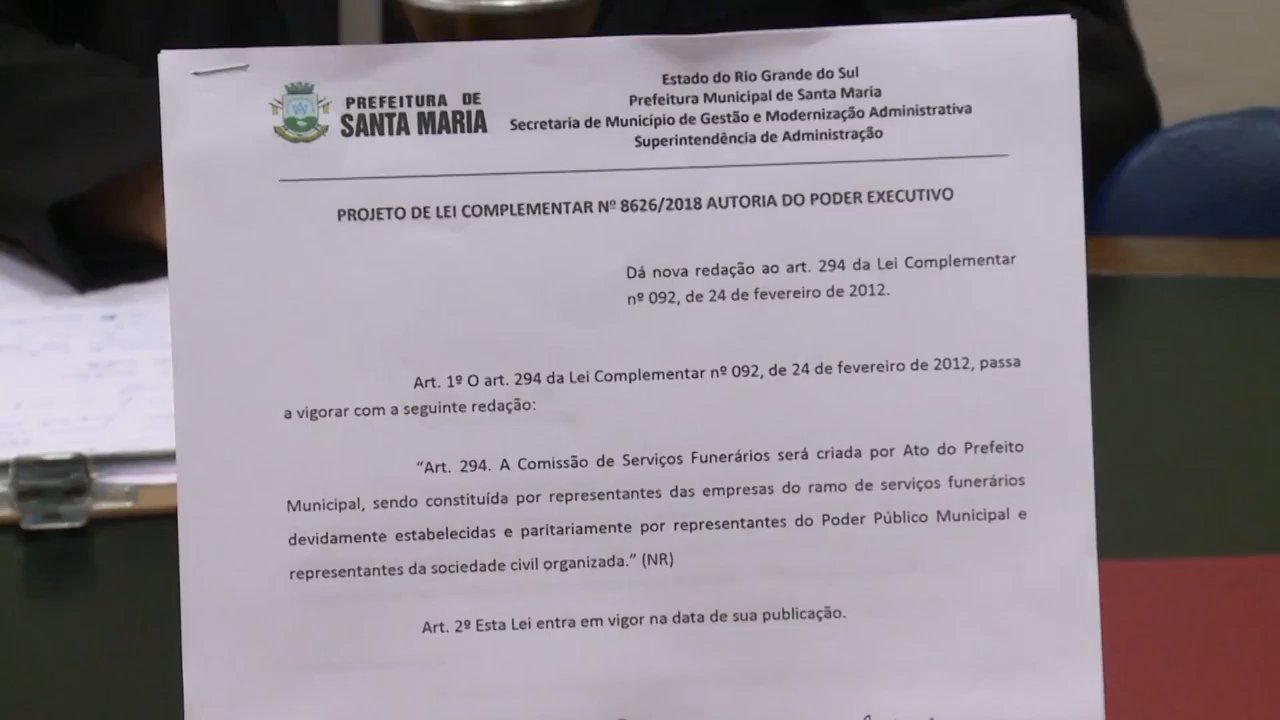 PREFEITURA DE
SANTA MARIA
Estado do Rio Grande do Sul
Prefeitura Municipal de Santa Maria
Secretaria de Município de Gestão e Modernização Administrativa
Superintendência de Administração
PROJETO DE LEI COMPLEMENTAR Nº 8626/2018 AUTORIA DO PODER EXECUTIVO
Dá nova redação ao art. 294 da Lei Complementar
nº 092, de 24 de fevereiro de 2012.
Art. 1º O art. 294 da Lei Complementar nº 092, de 24 de fevereiro de 2012, passa
a vigorar com a seguinte redação:
“Art. 294. A Comissão de Serviços Funerários será criada por Ato do Prefeito
Municipal, sendo constituída por representantes das empresas do ramo de serviços funerários
devidamente estabelecidas e paritariamente por representantes do Poder Público Municipal e
representantes da sociedade civil organizada.” (NR)
Art. 2º Esta Lei entra em vigor na data de sua publicação.